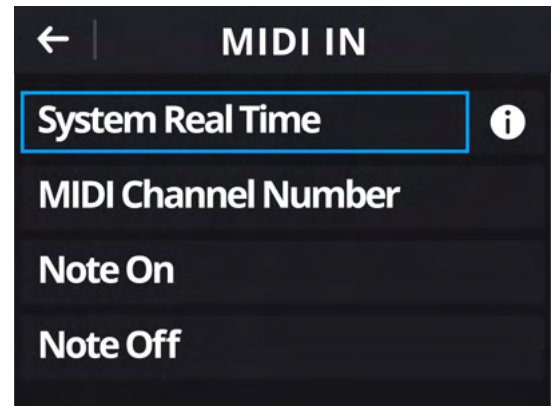 MIDI IN
System Real Time
MIDI Channel Number
Note On
Note Off